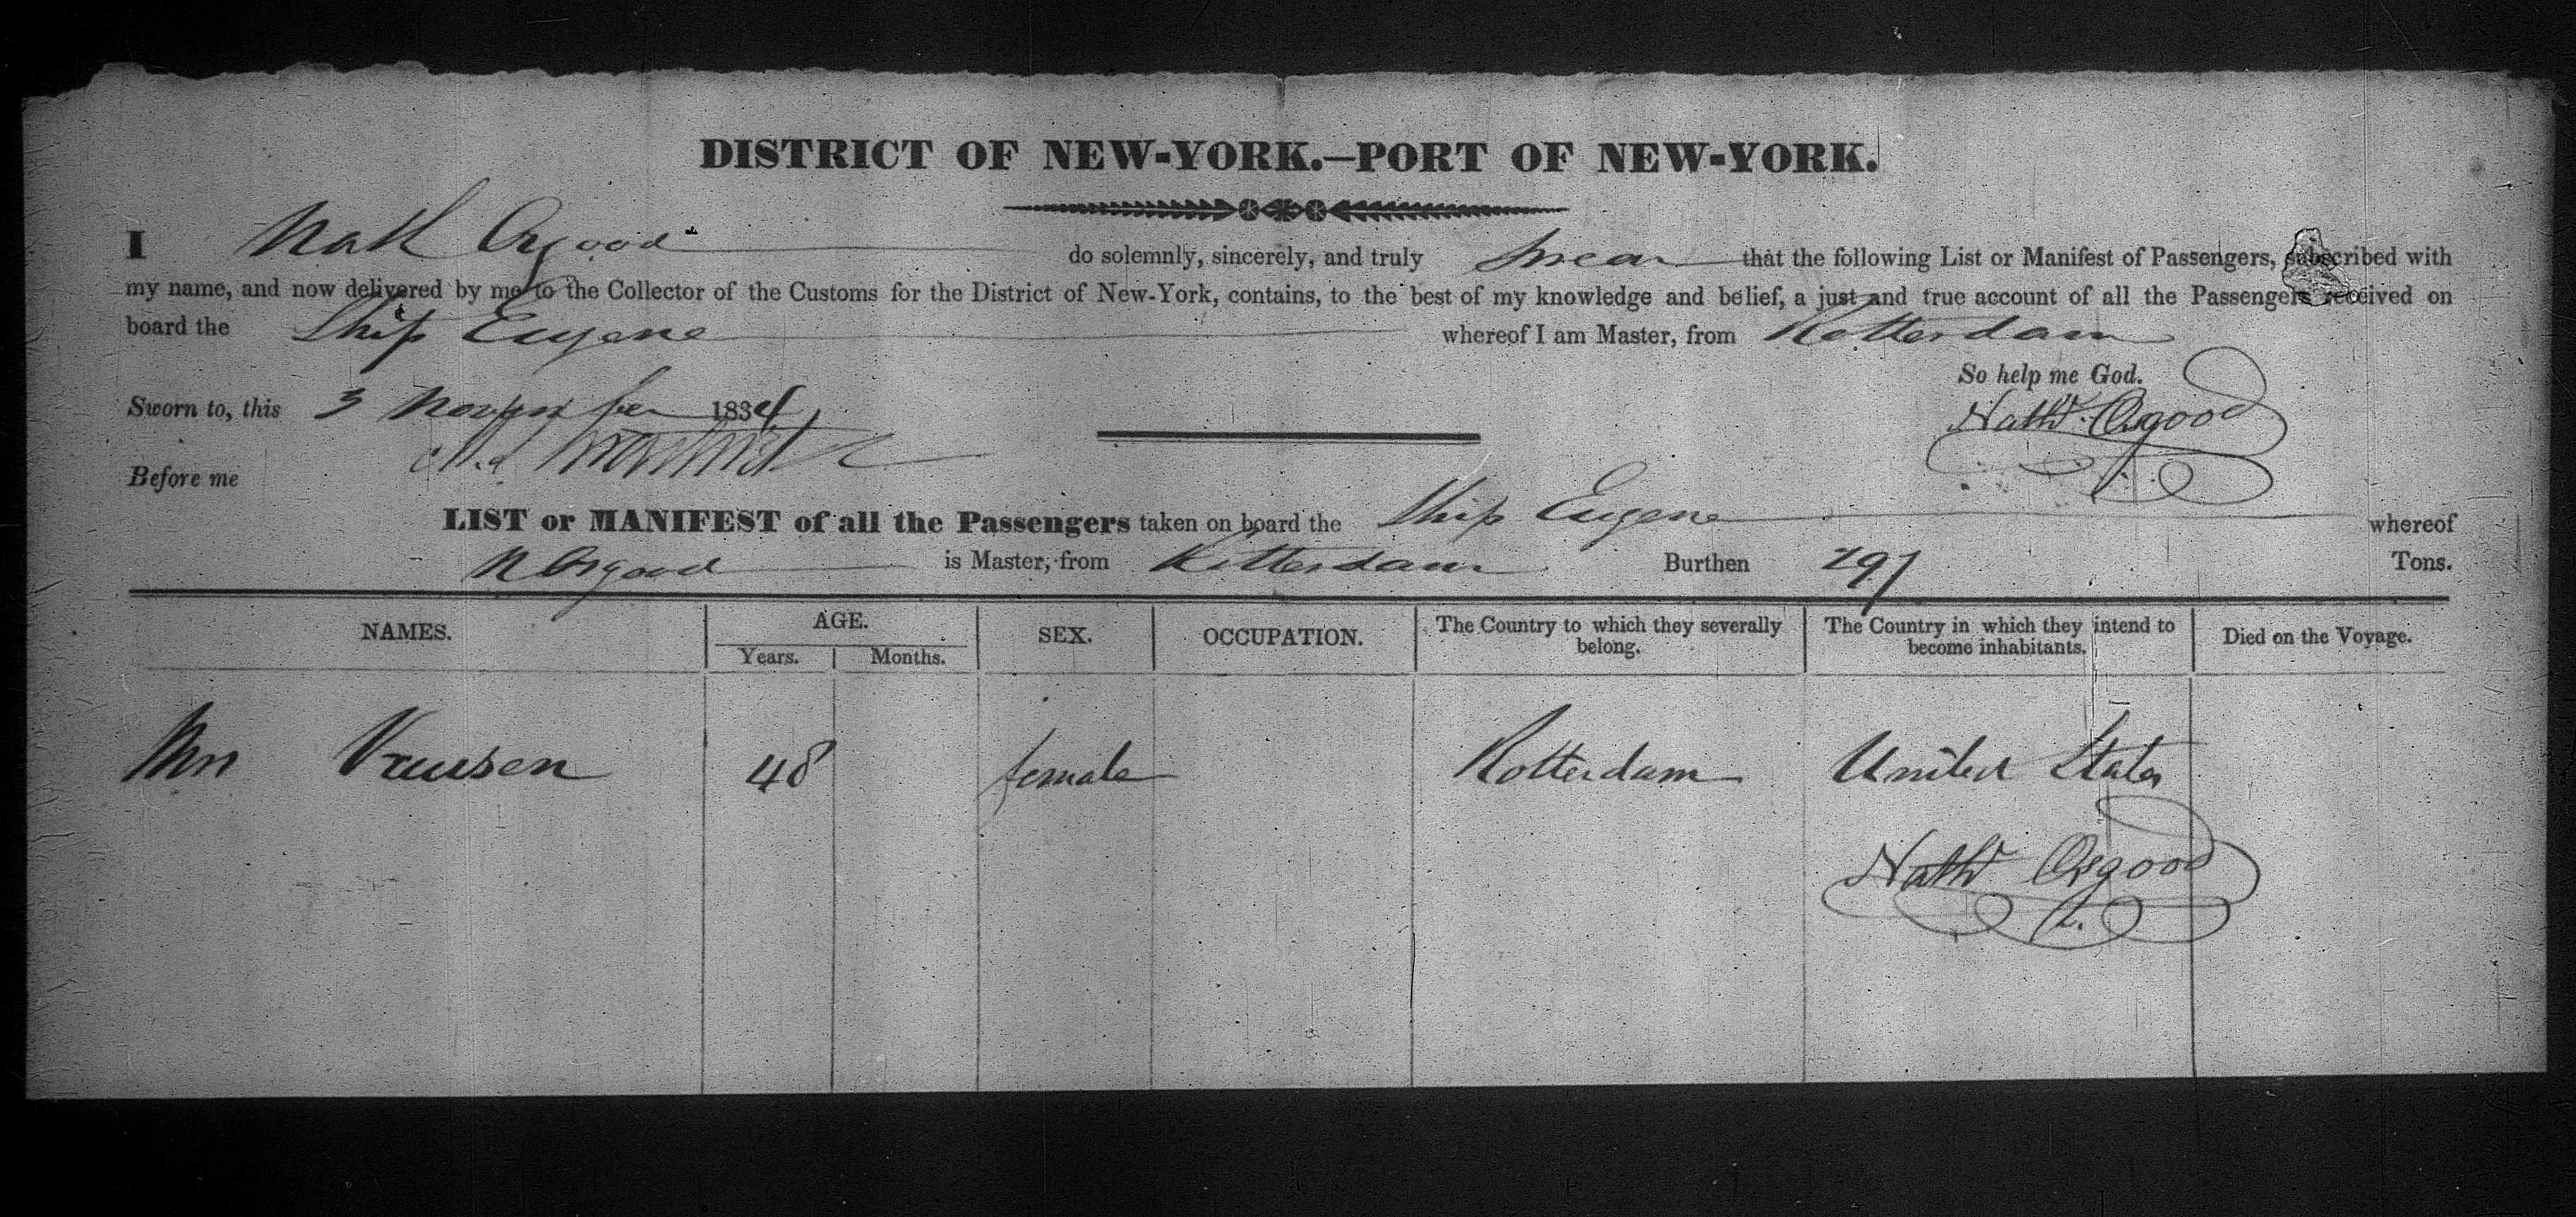 DISTRICT OF NEW-YORK.—PORT OF NEW-YORK.
I Nath Osgood do solemnly, sincerely, and truly swear that the following List or Manifest of Passengers, subscribed with
my name, and now delivered by me to the Collector of the Customs for the District of New-York, contains, to the best of my knowledge and belief, a just and true account of all the Passengers received on
board the Ship Eugene whereof I am Master, from Rotterdam
So help me God.
Sworn to, this 3 November 1834
Nathl Osgood
Before me
LIST or MANIFEST of all the Passengers taken on board the Ship Eugene whereof
N Osgood is Master, from Rotterdam Burthen 297 Tons.
NAMES. AGE. SEX. OCCUPATION. The Country to which they severally belong. The Country in which they intend to become inhabitants. Died on the Voyage.
Years. Months.
Mrs 48 female Rotterdam United States
Nathl Osgood